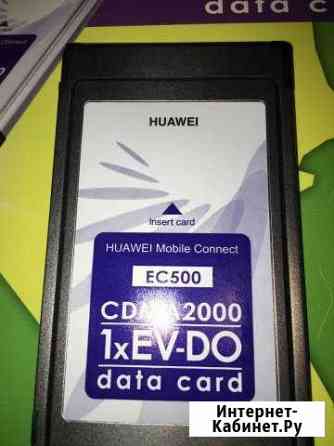 data c
HUAWEI
Insert card
HUAWEI Mobile Connect
EC500
CDMA2000
1xEV-DO
data card
Интернет-
Кабинет.Ру